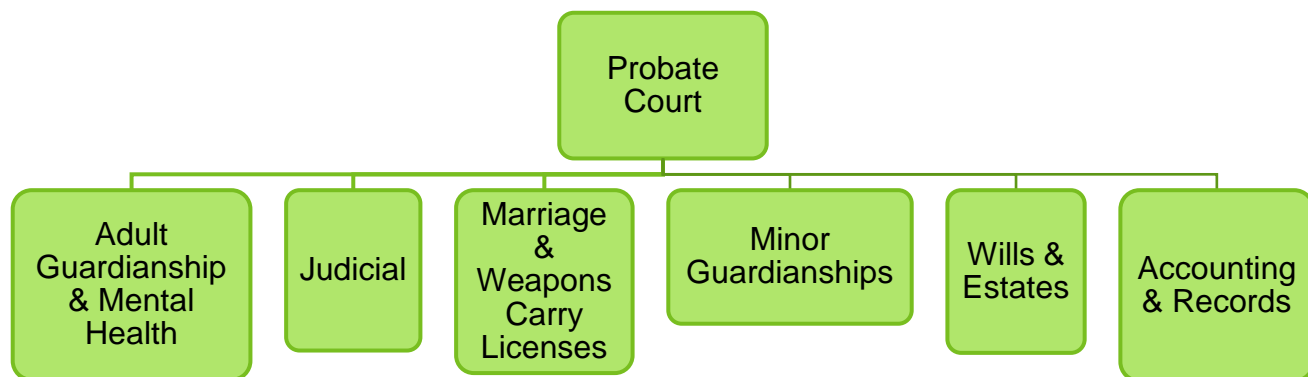 Probate
Court
Adult
Guardianship
& Mental
Health
Judicial
Marriage
&
Weapons
Carry
Licenses
Minor
Guardianships
Wills &
Estates
Accounting
& Records